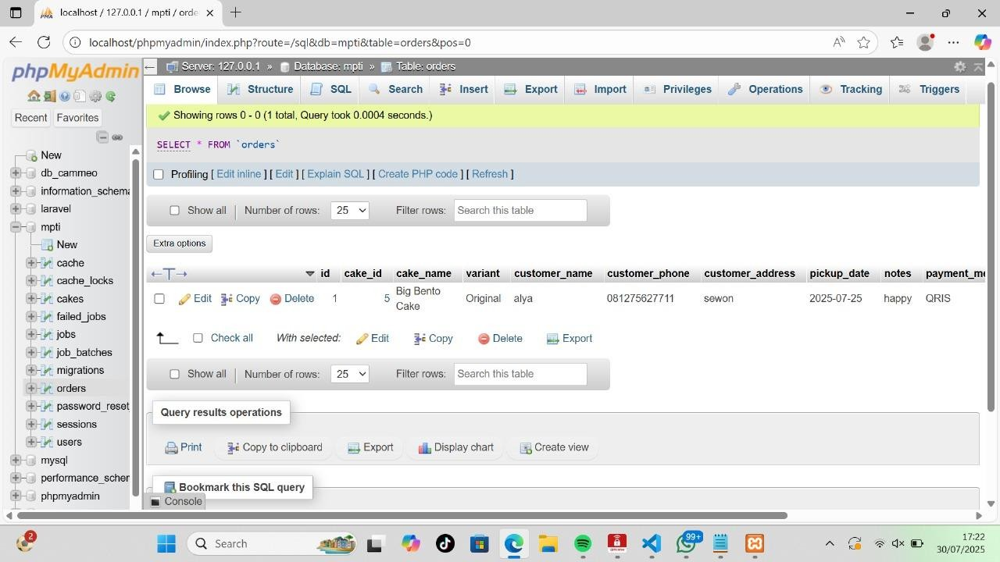 localhost / 127.0.0.1 / mpti / orde
localhost/phpmyadmin/index.php?route=/sql&db=mpti&table=orders&pos=0
phpMyAdmin
Recent Favorites
New
db_cammeo
information_schema
laravel
mpti
New
cache
cache_locks
cakes
failed_jobs
jobs
job_batches
migrations
orders
password_reset
sessions
users
mysql
performance_scher
phpmyadmin
Server: 127.0.0.1 » Database: mpti » Table: orders
Browse Structure SQL Search Insert Export Import Privileges Operations Tracking Triggers
Showing rows 0 - 0 (1 total, Query took 0.0004 seconds.)
SELECT * FROM `orders`
Profiling [ Edit inline ] [ Edit ] [ Explain SQL ] [ Create PHP code ] [ Refresh ]
Show all Number of rows: 25 Filter rows: Search this table
Extra options
id cake_id cake_name variant customer_name customer_phone customer_address pickup_date notes payment_me
Edit Copy Delete 1 5 Big Bento Cake Original alya 081275627711 sewon 2025-07-25 happy QRIS
Check all With selected: Edit Copy Delete Export
Show all Number of rows: 25 Filter rows: Search this table
Query results operations
Print Copy to clipboard Export Display chart Create view
Bookmark this SQL query
Console
2
Search
99+
17:22
30/07/2025